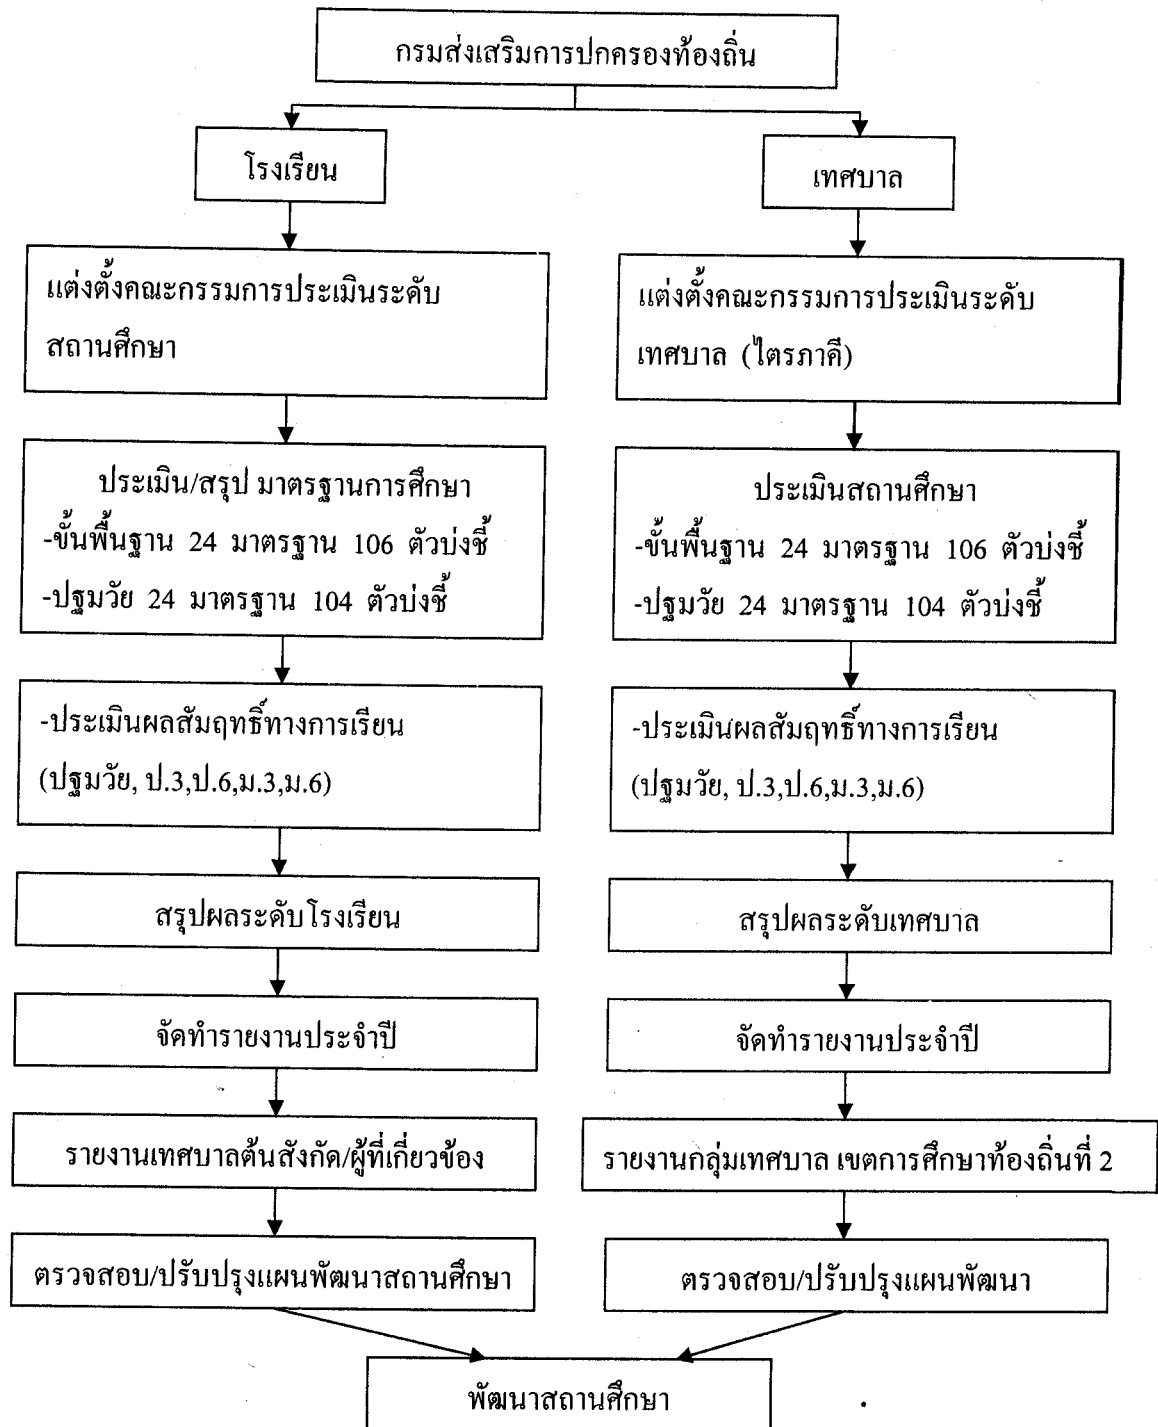 กรมส่งเสริมการปกครองท้องถิ่น
โรงเรียน
เทศบาล
แต่งตั้งคณะกรรมการประเมินระดับ
สถานศึกษา
แต่งตั้งคณะกรรมการประเมินระดับ
เทศบาล (ไตรภาคี)
ประเมิน/สรุป มาตรฐานการศึกษา
-ขั้นพื้นฐาน 24 มาตรฐาน 106 ตัวบ่งชี้
-ปฐมวัย 24 มาตรฐาน 104 ตัวบ่งชี้
ประเมินสถานศึกษา
-ขั้นพื้นฐาน 24 มาตรฐาน 106 ตัวบ่งชี้
-ปฐมวัย 24 มาตรฐาน 104 ตัวบ่งชี้
-ประเมินผลสัมฤทธิ์ทางการเรียน
(ปฐมวัย, ป.3,ป.6,ม.3,ม.6)
-ประเมินผลสัมฤทธิ์ทางการเรียน
(ปฐมวัย, ป.3,ป.6,ม.3,ม.6)
สรุปผลระดับโรงเรียน
สรุปผลระดับเทศบาล
จัดทำรายงานประจำปี
จัดทำรายงานประจำปี
รายงานเทศบาลต้นสังกัด/ผู้ที่เกี่ยวข้อง
รายงานกลุ่มเทศบาล เขตการศึกษาท้องถิ่นที่ 2
ตรวจสอบ/ปรับปรุงแผนพัฒนาสถานศึกษา
ตรวจสอบ/ปรับปรุงแผนพัฒนา
พัฒนาสถานศึกษา